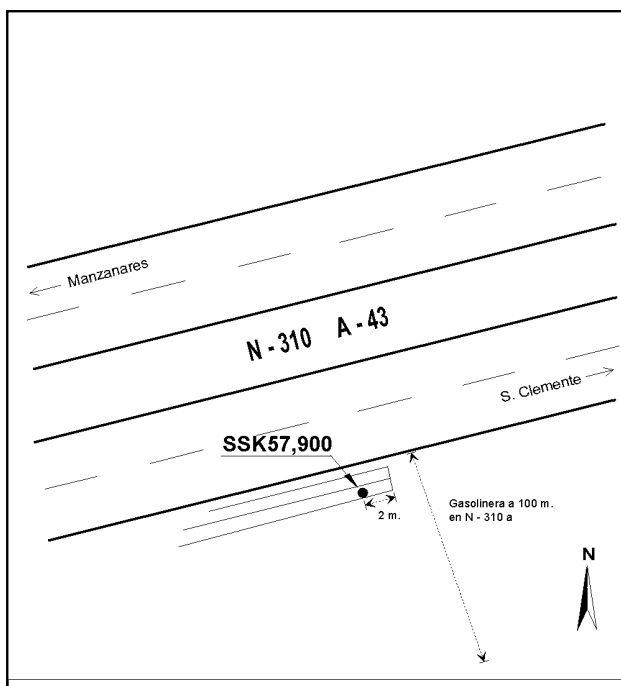 Manzanares
N - 310 A - 43
S. Clemente
SSK57,900
2 m.
Gasolinera a 100 m.
en N - 310 a
N